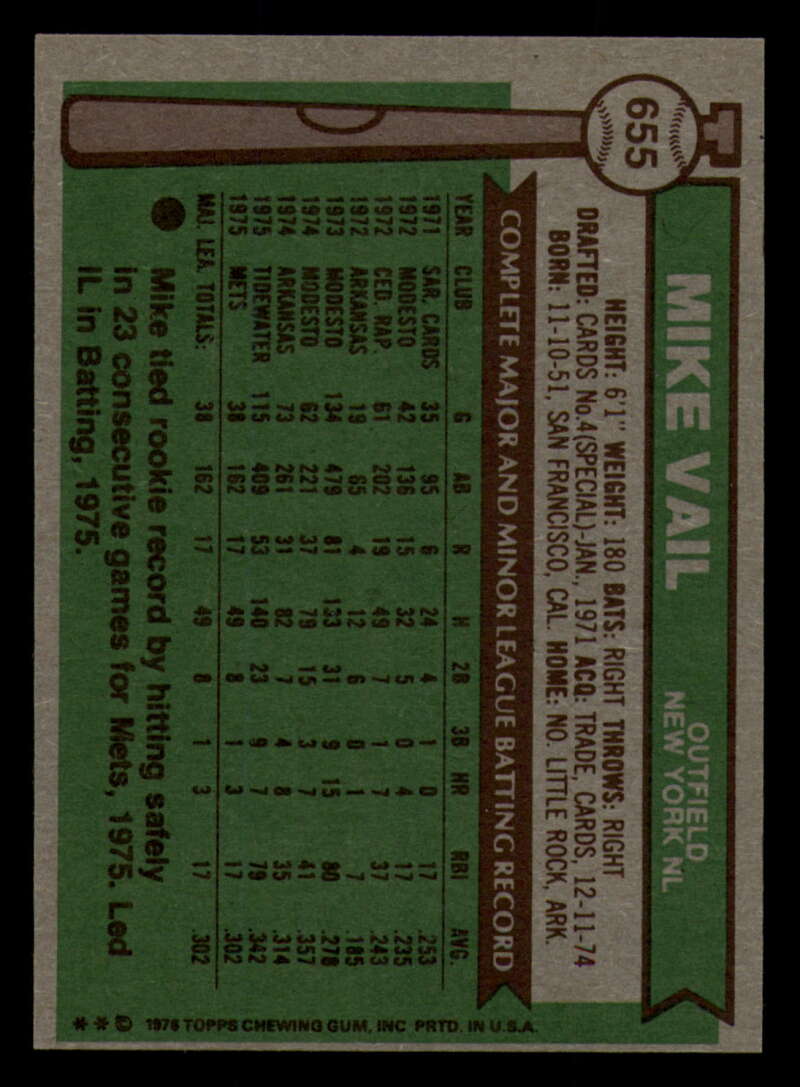 655
MIKE VAIL
OUTFIELD
NEW YORK NL
HEIGHT: 6'1" WEIGHT: 180 BATS: RIGHT THROWS: RIGHT
DRAFTED: CARDS No.4(SPECIAL)-JAN., 1971 ACQ: TRADE, CARDS, 12-11-74
BORN: 11-10-51, SAN FRANCISCO, CAL. HOME: NO. LITTLE ROCK, ARK.
COMPLETE MAJOR AND MINOR LEAGUE BATTING RECORD
YEAR CLUB G AB R H 2B 3B HR RBI AVG.
1971 SAR. CARDS 35 95 6 24 4 1 0 17 .253
1972 MODESTO 42 136 15 32 5 0 4 17 .235
1972 CED. RAP. 61 202 19 49 7 1 7 37 .243
1972 ARKANSAS 19 65 4 12 6 0 1 7 .185
1973 MODESTO 134 479 81 133 31 9 15 80 .278
1974 MODESTO 62 221 37 79 15 3 7 41 .357
1974 ARKANSAS 73 261 31 82 7 4 8 35 .314
1975 TIDEWATER 115 409 53 140 23 9 7 79 .342
1975 METS 38 162 17 49 8 1 3 17 .302
MAJ. LEA. TOTALS: 38 162 17 49 8 1 3 17 .302
Mike tied rookie record by hitting safely
in 23 consecutive games for Mets, 1975. Led
IL in Batting, 1975.
**© 1976 TOPPS CHEWING GUM, INC PRTD. IN U.S.A.